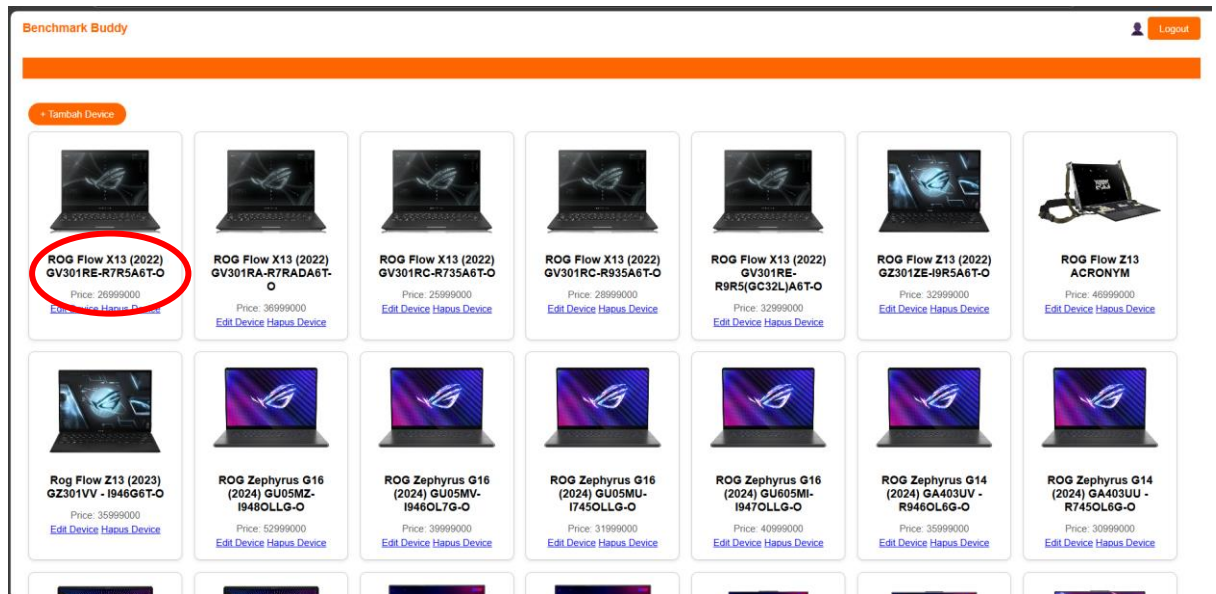 Benchmark Buddy
Logout
+ Tambah Device
ROG Flow X13 (2022)
GV301RE-R7R5A6T-O
Price: 26999000
Edit Device Hapus Device
ROG Flow X13 (2022)
GV301RA-R7RADA6T-
O
Price: 36999000
Edit Device Hapus Device
ROG Flow X13 (2022)
GV301RC-R735A6T-O
Price: 25999000
Edit Device Hapus Device
ROG Flow X13 (2022)
GV301RC-R935A6T-O
Price: 28999000
Edit Device Hapus Device
ROG Flow X13 (2022)
GV301RE-
R9R5(GC32L)A6T-O
Price: 32999000
Edit Device Hapus Device
ROG Flow Z13 (2022)
GZ301ZE-I9R5A6T-O
Price: 32999000
Edit Device Hapus Device
ROG Flow Z13
ACRONYM
Price: 46999000
Edit Device Hapus Device
Rog Flow Z13 (2023)
GZ301VV - I946G6T-O
Price: 35999000
Edit Device Hapus Device
ROG Zephyrus G16
(2024) GU05MZ-
I948OLLG-O
Price: 52999000
Edit Device Hapus Device
ROG Zephyrus G16
(2024) GU05MV-
I946OL7G-O
Price: 39999000
Edit Device Hapus Device
ROG Zephyrus G16
(2024) GU05MU-
I745OLLG-O
Price: 31999000
Edit Device Hapus Device
ROG Zephyrus G16
(2024) GU605MI-
I947OLLG-O
Price: 40999000
Edit Device Hapus Device
ROG Zephyrus G14
(2024) GA403UV -
R946OL6G-O
Price: 35999000
Edit Device Hapus Device
ROG Zephyrus G14
(2024) GA403UU -
R745OL6G-O
Price: 30999000
Edit Device Hapus Device